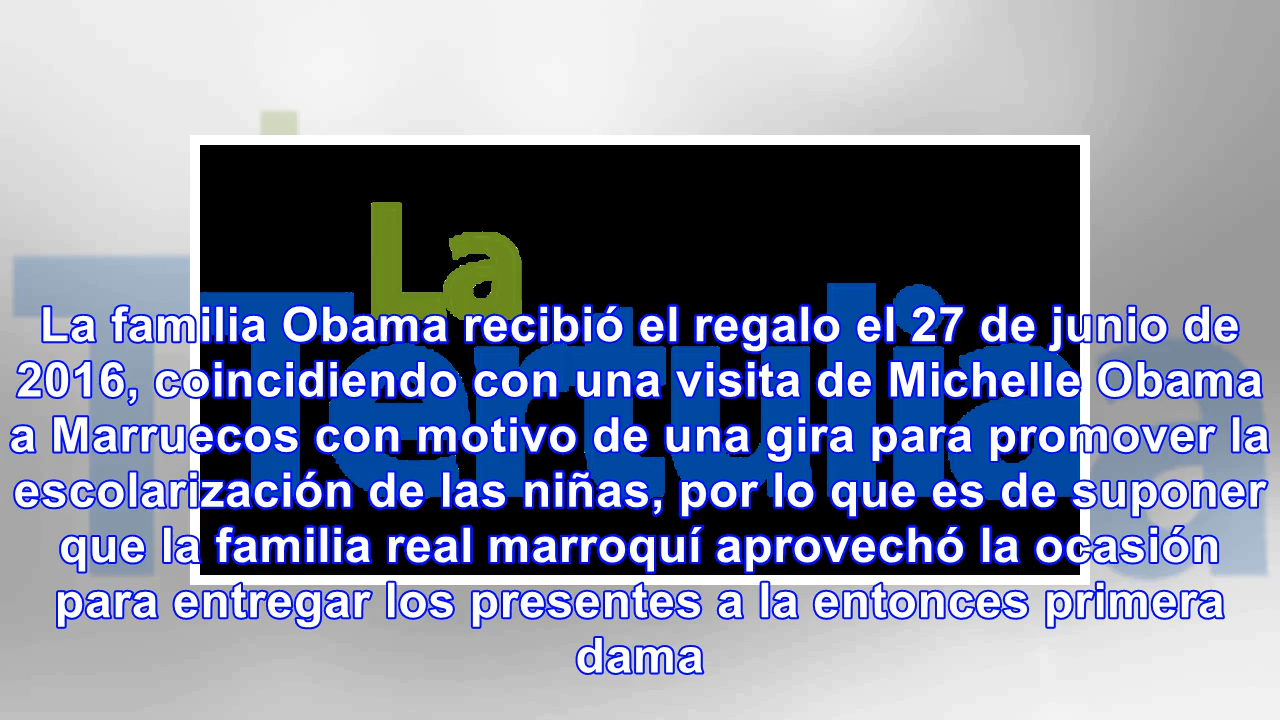 La
Tertulia
La familia Obama recibió el regalo el 27 de junio de
2016, coincidiendo con una visita de Michelle Obama
a Marruecos con motivo de una gira para promover la
escolarización de las niñas, por lo que es de suponer
que la familia real marroquí aprovechó la ocasión
para entregar los presentes a la entonces primera
dama